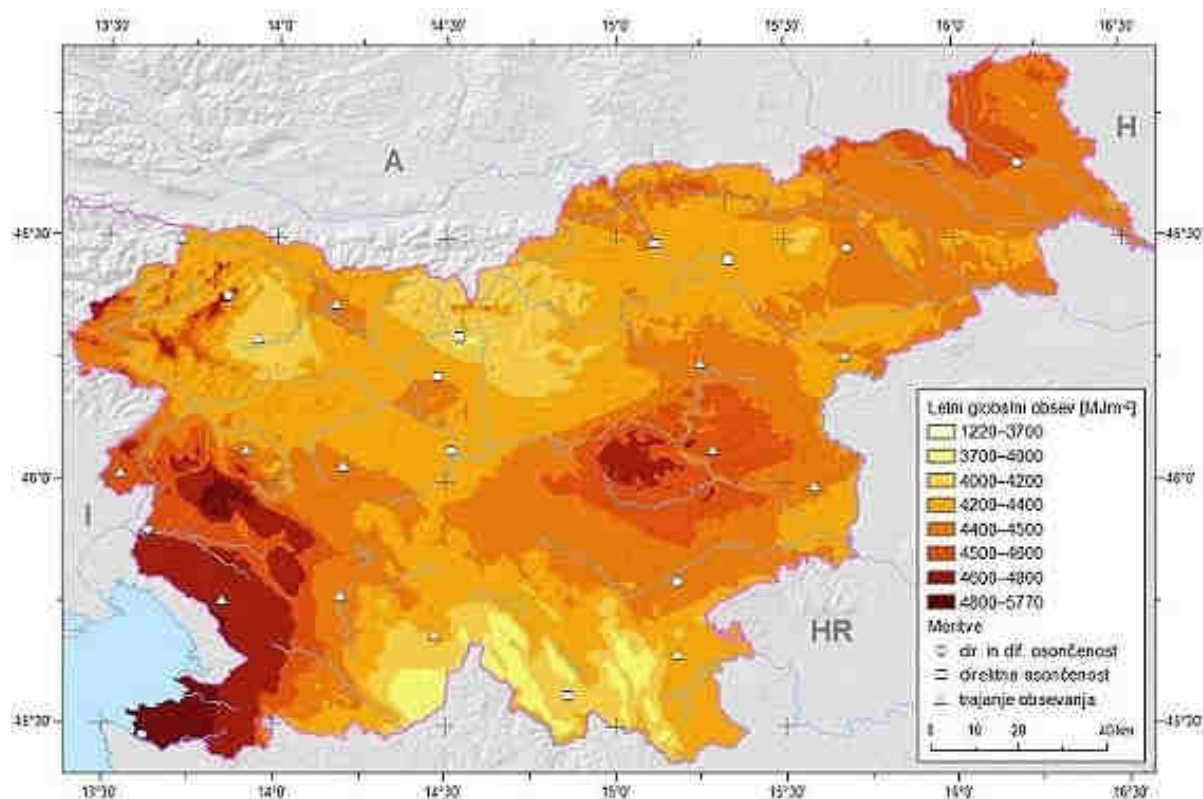 13°30' 14°0' 14°30' 15°0' 15°30' 16°0' 16°30'
A
H
46°30' 46°30'
I
46°0' 46°0'
HR
45°30' 45°30'
Letni globalni obsev [MJm-²]
1220–3700
3700–4000
4000–4200
4200–4400
4400–4500
4500–4600
4600–4800
4800–5770
Meritve
dir. in dif. osončenost
direktna osončenost
trajanje obsevanja
0 10 20 40 km
13°30' 14°0' 14°30' 15°0' 15°30' 16°0' 16°30'